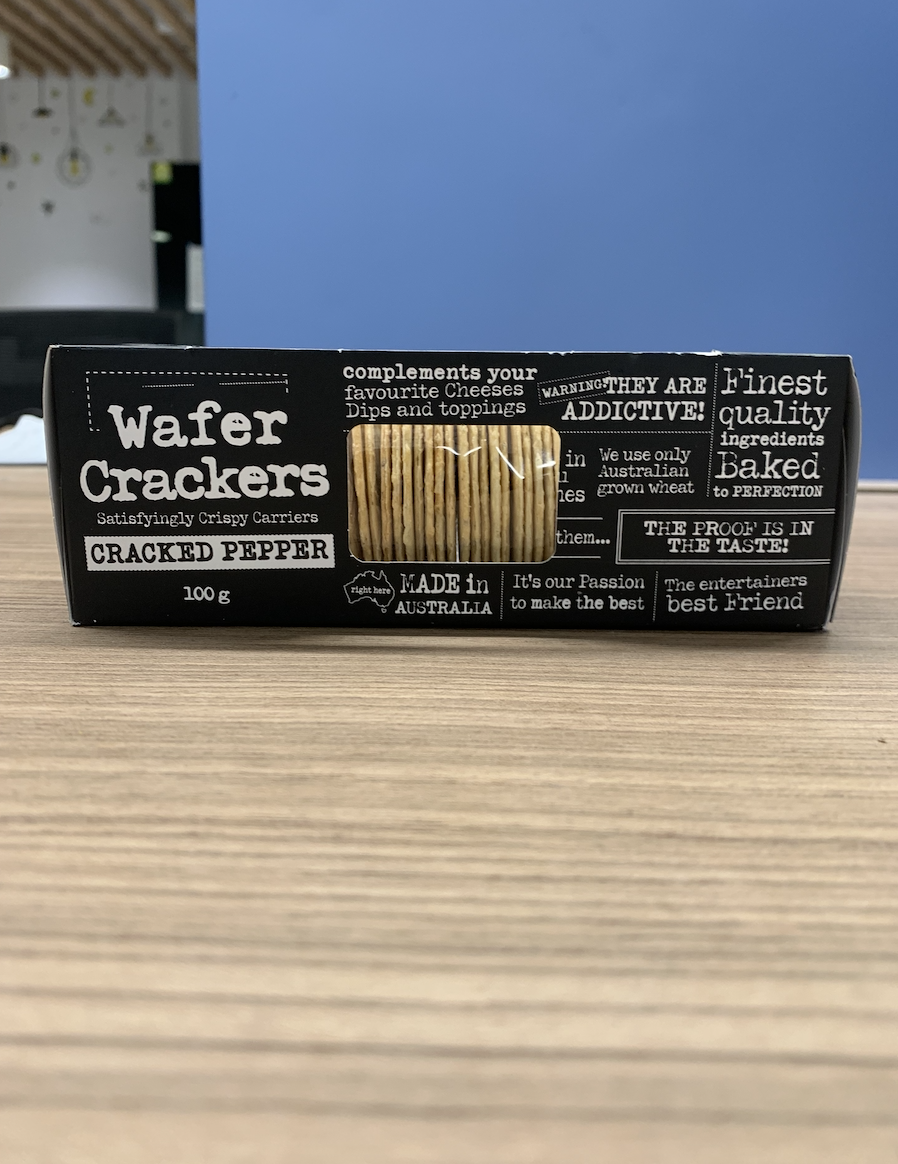 Wafer
Crackers
Satisfyingly Crispy Carriers
CRACKED PEPPER
100 g
complements your
favourite Cheeses
Dips and toppings
WARNING: THEY ARE
ADDICTIVE!
in
We use only
Australian
grown wheat
them...
Finest
quality
ingredients
Baked
to PERFECTION
THE PROOF IS IN
THE TASTE!
right here
MADE in
AUSTRALIA
It's our Passion
to make the best
The entertainers
best Friend